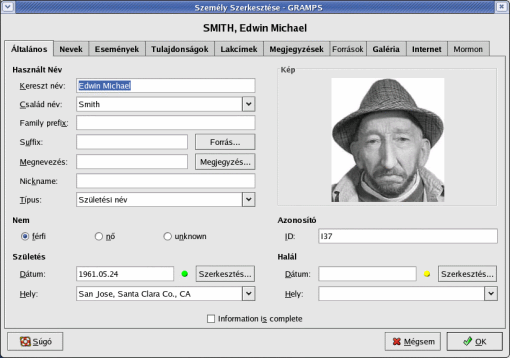 Személy Szerkesztése - GRAMPS
SMITH, Edwin Michael
Általános Nevek Események Tulajdonságok Lakcímek Megjegyzések Források Galéria Internet Mormon
Használt Név
Kép
Kereszt név: Edwin Michael
Család név: Smith
Family prefix:
Suffix: Forrás...
Megnevezés: Megjegyzés...
Nickname:
Típus: Születési név
Nem
Azonosító
férfi nő unknown
ID: I37
Születés
Halál
Dátum: 1961.05.24 Szerkesztés...
Dátum: Szerkesztés...
Hely: San Jose, Santa Clara Co., CA
Hely:
Information is complete
Súgó Mégsem OK